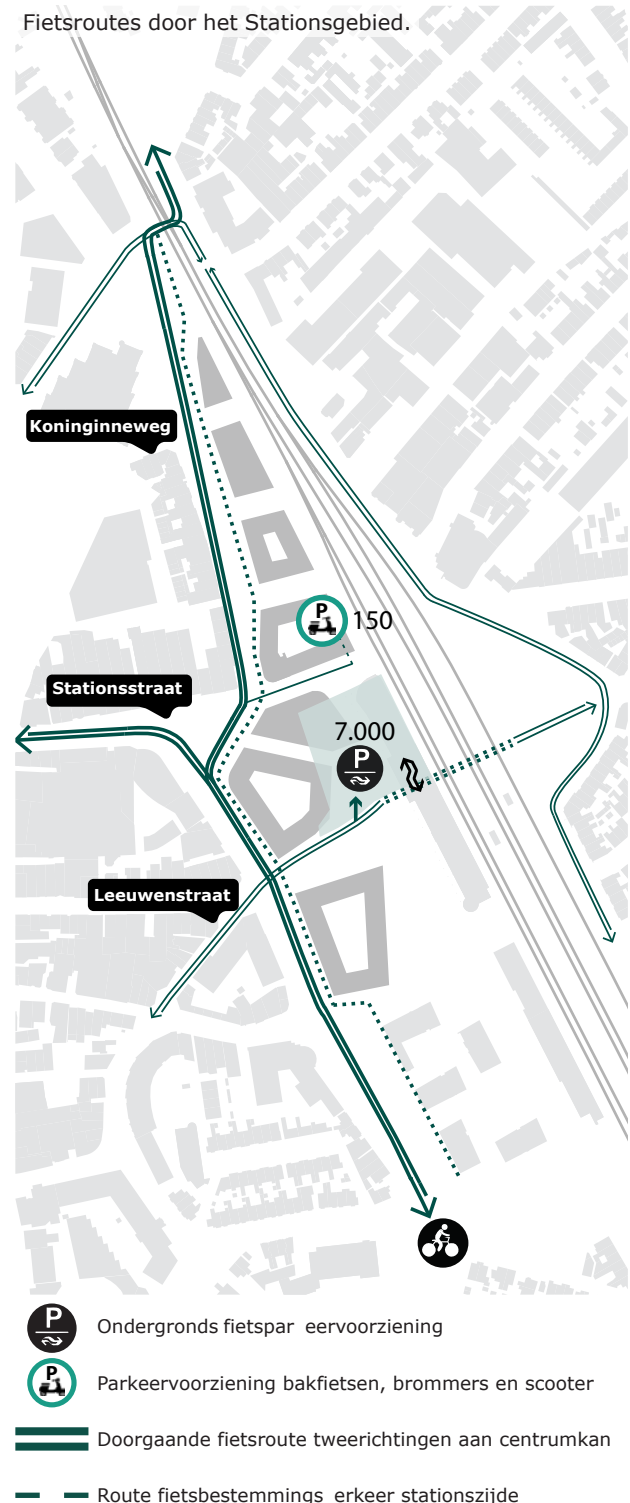 Fietsroutes door het Stationsgebied.
Koninginneweg
P
150
Stationsstraat
7.000
P
Leeuwenstraat
P
Ondergronds fietspar eervoorziening
P
Parkeervoorziening bakfietsen, brommers en scooter
Doorgaande fietsroute tweerichtingen aan centrumkan
Route fietsbestemmings erkeer stationszijde